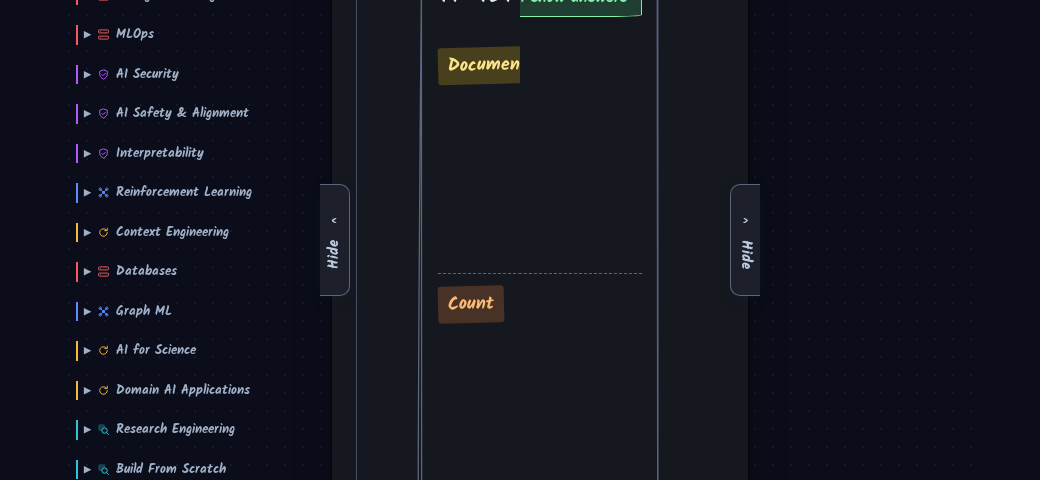 MLOps
AI Security
AI Safety & Alignment
Interpretability
Reinforcement Learning
Context Engineering
Databases
Graph ML
AI for Science
Domain AI Applications
Research Engineering
Build From Scratch
< Hide
Documen
Count
> Hide